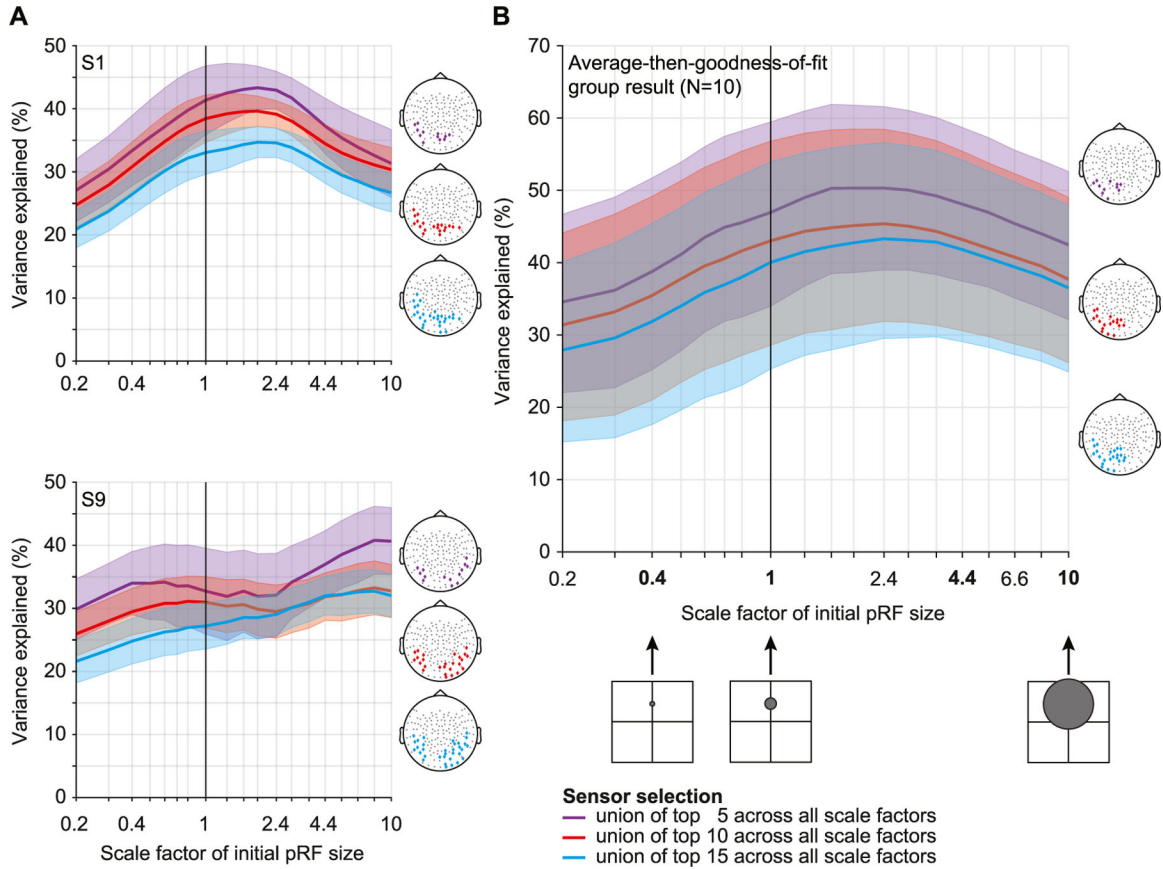 A
S1
Variance explained (%)
50
40
30
20
10
0
0.2 0.4 1 2.4 4.4 10
S9
Variance explained (%)
50
40
30
20
10
0
0.2 0.4 1 2.4 4.4 10
Scale factor of initial pRF size
B
Average-then-goodness-of-fit
group result (N=10)
Variance explained (%)
70
60
50
40
30
20
10
0
0.2 0.4 1 2.4 4.4 6.6 10
Scale factor of initial pRF size
Sensor selection
union of top 5 across all scale factors
union of top 10 across all scale factors
union of top 15 across all scale factors